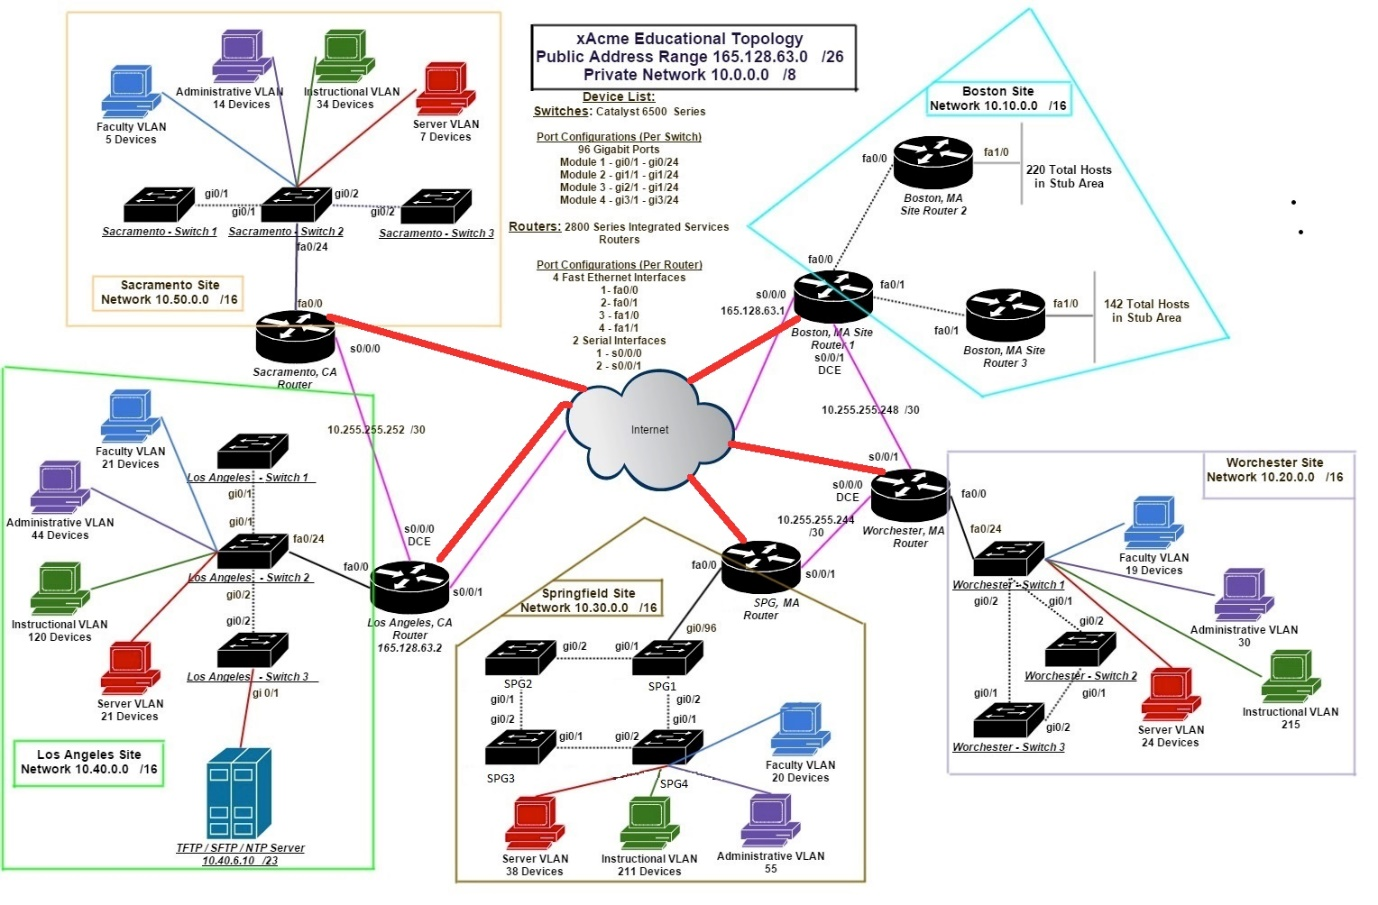 xAcme Educational Topology
Public Address Range 165.128.63.0 /26
Private Network 10.0.0.0 /8
Device List:
Switches: Catalyst 6500 Series
Port Configurations (Per Switch)
96 Gigabit Ports
Module 1 - gi0/1 - gi0/24
Module 2 - gi1/1 - gi1/24
Module 3 - gi2/1 - gi1/24
Module 4 - gi3/1 - gi3/24
Routers: 2800 Series Integrated Services
Routers
Port Configurations (Per Router)
4 Fast Ethernet Interfaces
1- fa0/0
2- fa0/1
3 - fa1/0
4 - fa1/1
2 Serial Interfaces
1 - s0/0/0
2 - s0/0/1
Administrative VLAN
14 Devices
Instructional VLAN
34 Devices
Faculty VLAN
5 Devices
Server VLAN
7 Devices
gi0/1
gi0/1
gi0/2
gi0/2
Sacramento - Switch 1
Sacramento - Switch 2
Sacramento - Switch 3
fa0/24
Sacramento Site
Network 10.50.0.0 /16
fa0/0
s0/0/0
Sacramento, CA
Router
Boston Site
Network 10.10.0.0 /16
fa0/0
fa1/0
220 Total Hosts
in Stub Area
Boston, MA
Site Router 2
fa0/0
fa0/1
s0/0/0
165.128.63.1
Boston, MA Site
Router 1
s0/0/1
DCE
fa0/1
fa1/0
142 Total Hosts
in Stub Area
Boston, MA Site
Router 3
Internet
10.255.255.252 /30
10.255.255.248 /30
Faculty VLAN
21 Devices
Los Angeles - Switch 1
gi0/1
gi0/1
Administrative VLAN
44 Devices
fa0/24
Los Angeles - Switch 2
gi0/2
gi0/2
Instructional VLAN
120 Devices
Los Angeles - Switch 3
gi 0/1
Server VLAN
21 Devices
Los Angeles Site
Network 10.40.0.0 /16
TFTP / SFTP / NTP Server
10.40.6.10 /23
s0/0/0
DCE
fa0/0
s0/0/1
Los Angeles, CA
Router
165.128.63.2
s0/0/1
s0/0/0
DCE
fa0/0
Worchester, MA
Router
10.255.255.244
/30
fa0/0
s0/0/1
SPG, MA
Router
Springfield Site
Network 10.30.0.0 /16
gi0/96
gi0/2
gi0/1
SPG2
SPG1
gi0/1
gi0/2
gi0/2
gi0/1
gi0/1
gi0/2
SPG3
SPG4
Faculty VLAN
20 Devices
Server VLAN
38 Devices
Instructional VLAN
211 Devices
Administrative VLAN
55
Worchester Site
Network 10.20.0.0 /16
fa0/24
Worchester - Switch 1
gi0/2
gi0/1
gi0/2
Worchester - Switch 2
gi0/1
gi0/1
gi0/2
Worchester - Switch 3
Faculty VLAN
19 Devices
Administrative VLAN
30
Instructional VLAN
215
Server VLAN
24 Devices